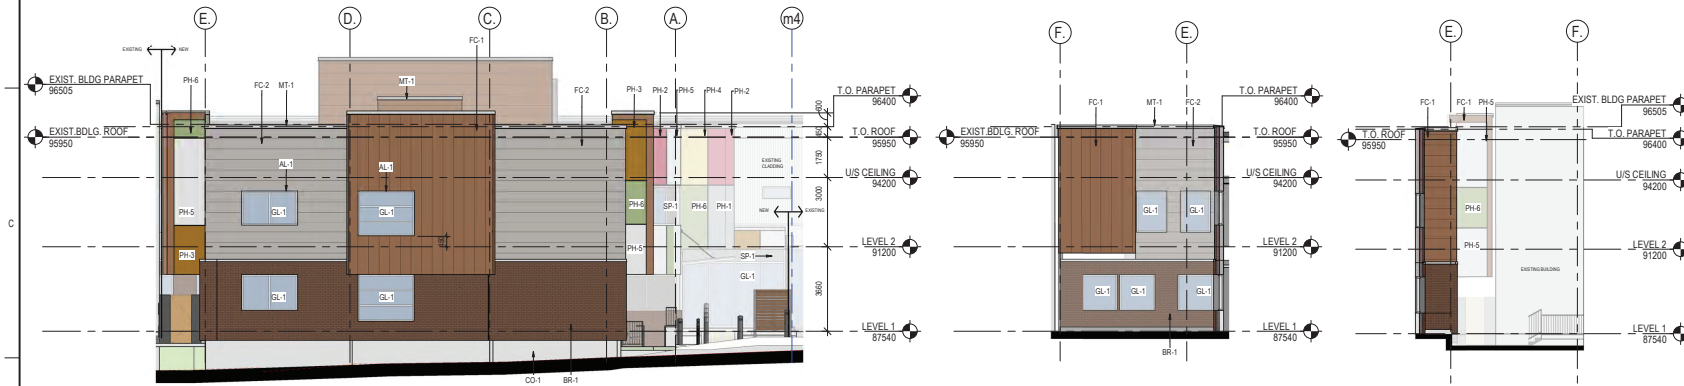 E.
D.
C.
B.
A.
m4
EXISTING
NEW
FC-1
EXIST. BLDG PARAPET
96505
PH-6
FC-2
MT-1
MT-1
FC-2
PH-3
PH-2
PH-5
PH-4
PH-2
T.O. PARAPET
96400
EXIST.BDLG. ROOF
95950
T.O. ROOF
95950
AL-1
AL-1
EXISTING
CLADDING
1750
U/S CEILING
94200
3000
PH-5
GL-1
GL-1
PH-6
SP-1
PH-6
PH-1
NEW
EXISTING
PH-3
PH-5
SP-1
LEVEL 2
91200
GL-1
GL-1
GL-1
3660
LEVEL 1
87540
CO-1
BR-1
F.
E.
FC-1
MT-1
FC-2
T.O. PARAPET
96400
EXIST.BDLG. ROOF
95950
T.O. ROOF
95950
U/S CEILING
94200
GL-1
GL-1
LEVEL 2
91200
GL-1
GL-1
GL-1
LEVEL 1
87540
BR-1
E.
F.
FC-1
FC-1
PH-5
EXIST. BLDG PARAPET
96505
T.O. ROOF
95950
T.O. PARAPET
96400
U/S CEILING
94200
PH-6
PH-5
LEVEL 2
91200
EXISTING BUILDING
LEVEL 1
87540
C